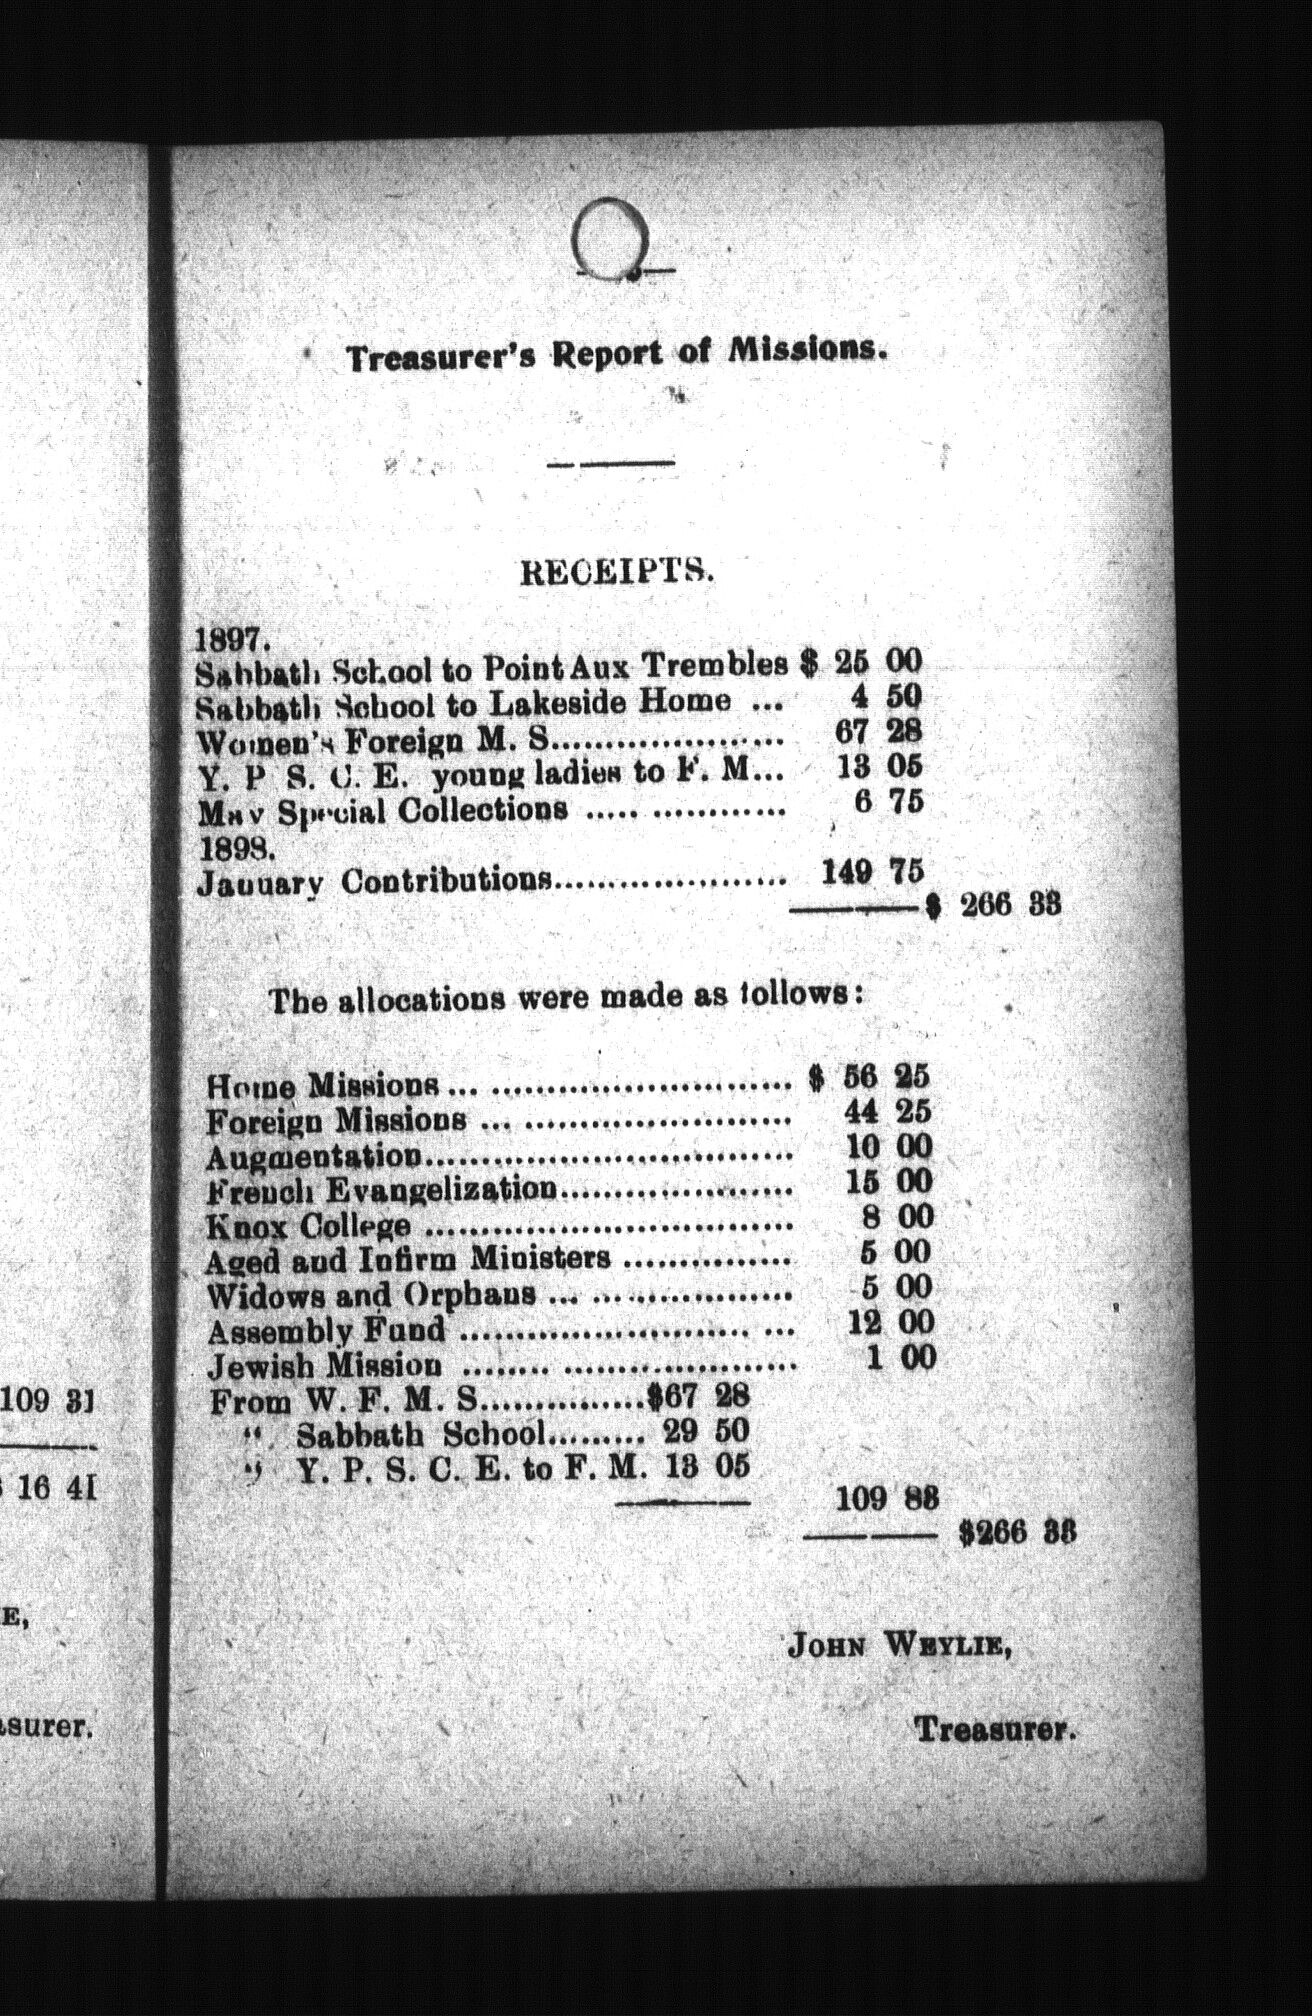 109 31
16 41
E,
asurer.
Treasurer's Report of Missions.
RECEIPTS.
1897.
Sabbath School to Point Aux Trembles $ 25 00
Sabbath School to Lakeside Home ... 4 50
Women's Foreign M. S..................... 67 28
Y. P S. C. E. young ladies to F. M... 13 05
May Special Collections ..... ............ 6 75
1898.
January Contributions...................... 149 75
$ 266 33
The allocations were made as follows:
Home Missions ... ............................ $ 56 25
Foreign Missions ... ........................ 44 25
Augmentation.................................. 10 00
French Evangelization...................... 15 00
Knox College .................................. 8 00
Aged and Infirm Ministers ............... 5 00
Widows and Orphans ... .................. 5 00
Assembly Fund .......................... ... 12 00
Jewish Mission ........ ...................... 1 00
From W. F. M. S...............$67 28
" Sabbath School......... 29 50
" Y. P. S. C. E. to F. M. 13 05
109 83
$266 33
JOHN WEYLIE,
Treasurer.